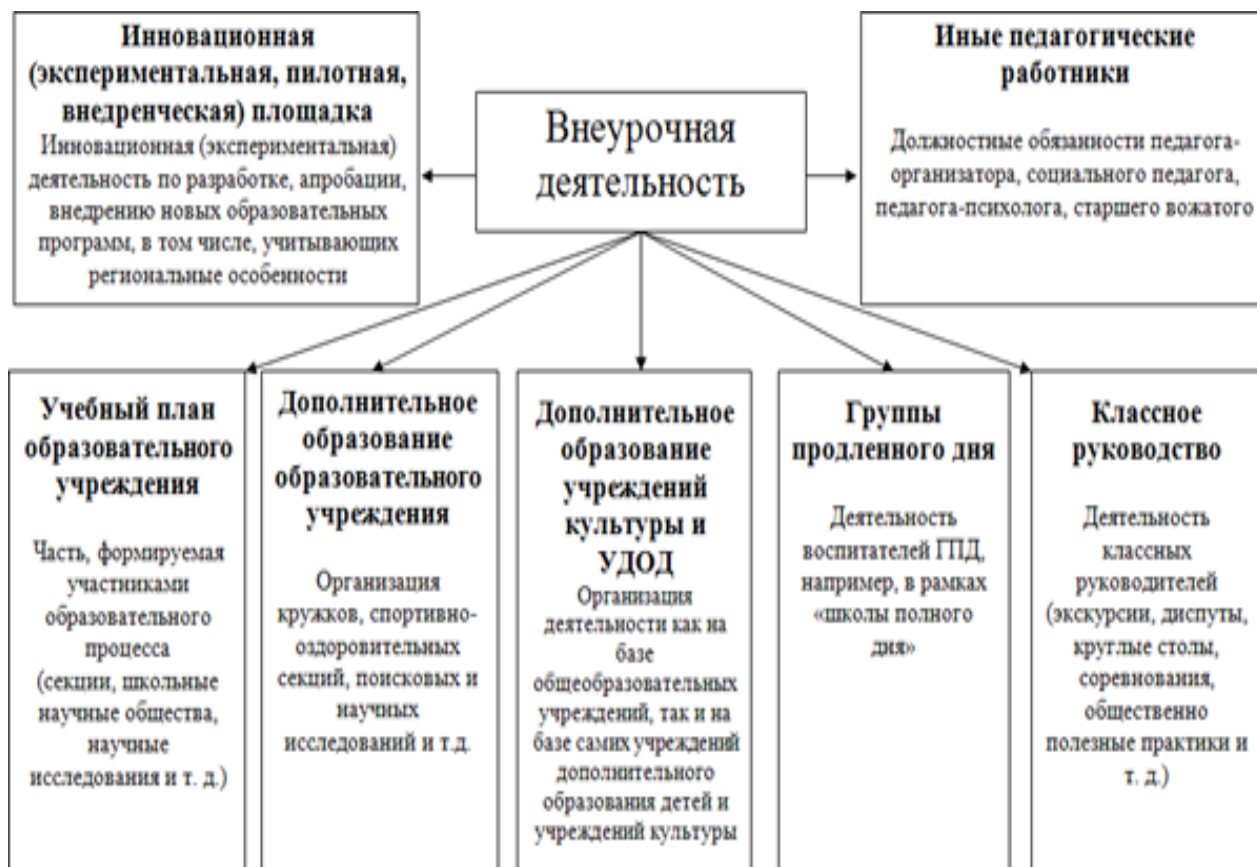 Инновационная
(экспериментальная, пилотная,
внедренческая) площадка
Инновационная (экспериментальная)
деятельность по разработке, апробации,
внедрению новых образовательных
программ, в том числе, учитывающих
региональные особенности
Внеурочная
деятельность
Иные педагогические
работники
Должностные обязанности педагога-
организатора, социального педагога,
педагога-психолога, старшего вожатого
Учебный план
образовательного
учреждения
Часть, формируемая
участниками
образовательного
процесса
(секции, школьные
научные общества,
научные
исследования и т. д.)
Дополнительное
образование
образовательного
учреждения
Организация
кружков, спортивно-
оздоровительных
секций, поисковых и
научных
исследований и т.д.
Дополнительное
образование
учреждений
культуры и
УДОД
Организация
деятельности как на
базе
общеобразовательных
учреждений, так и на
базе самих учреждений
дополнительного
образования детей и
учреждений культуры
Группы
продленного дня
Деятельность
воспитателей ГПД,
например, в рамках
«школы полного
дня»
Классное
руководство
Деятельность
классных
руководителей
(экскурсии, диспуты,
круглые столы,
соревнования,
общественно
полезные практики и
т. д.)